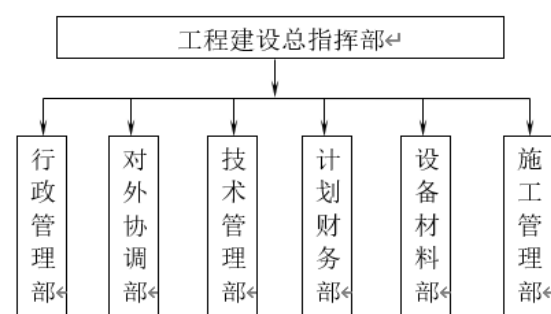 工程建设总指挥部↵
行政管理部↵
对外协调部↵
技术管理部↵
计划财务部↵
设备材料部↵
施工管理部↵